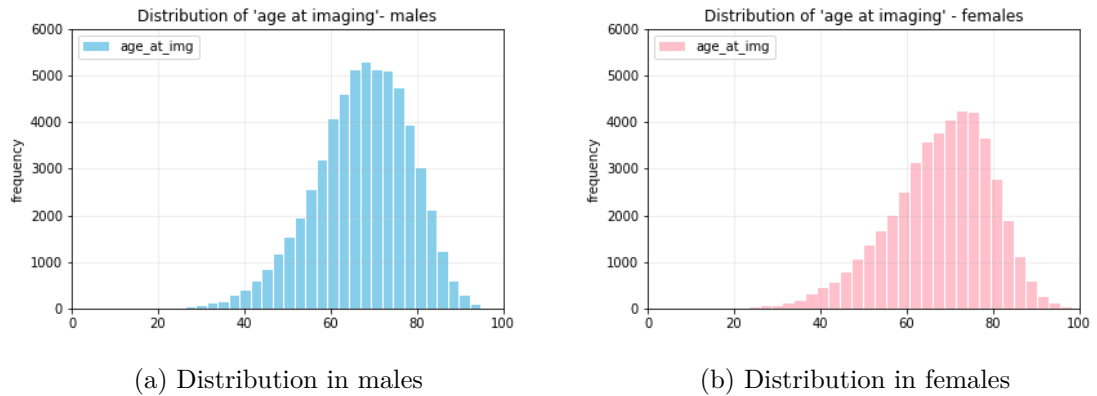 Distribution of 'age at imaging'- males
6000
5000
4000
3000
2000
1000
0
frequency
age_at_img
0 20 40 60 80 100
(a) Distribution in males
Distribution of 'age at imaging' - females
6000
5000
4000
3000
2000
1000
0
frequency
age_at_img
0 20 40 60 80 100
(b) Distribution in females